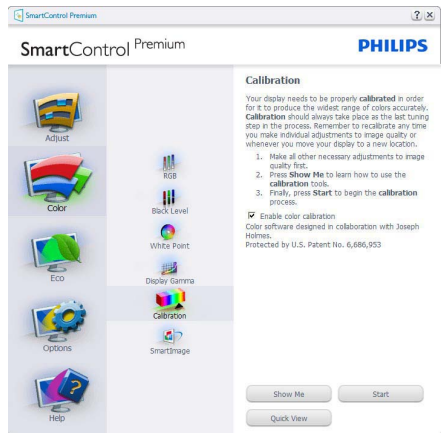 SmartControl Premium
SmartControl Premium
PHILIPS
Adjust
Color
Eco
Options
Help
RGB
Black Level
White Point
Display Gamma
Calibration
SmartImage
Calibration
Your display needs to be properly calibrated in order
for it to produce the widest range of colors accurately.
Calibration should always take place as the last tuning
step in the process. Remember to recalibrate any time
you make individual adjustments to image quality or
whenever you move your display to a new location.
1. Make all other necessary adjustments to image
quality first.
2. Press Show Me to learn how to use the
calibration tools.
3. Finally, press Start to begin the calibration
process.
Enable color calibration
Color software designed in collaboration with Joseph
Holmes.
Protected by U.S. Patent No. 6,686,953
Show Me
Start
Quick View